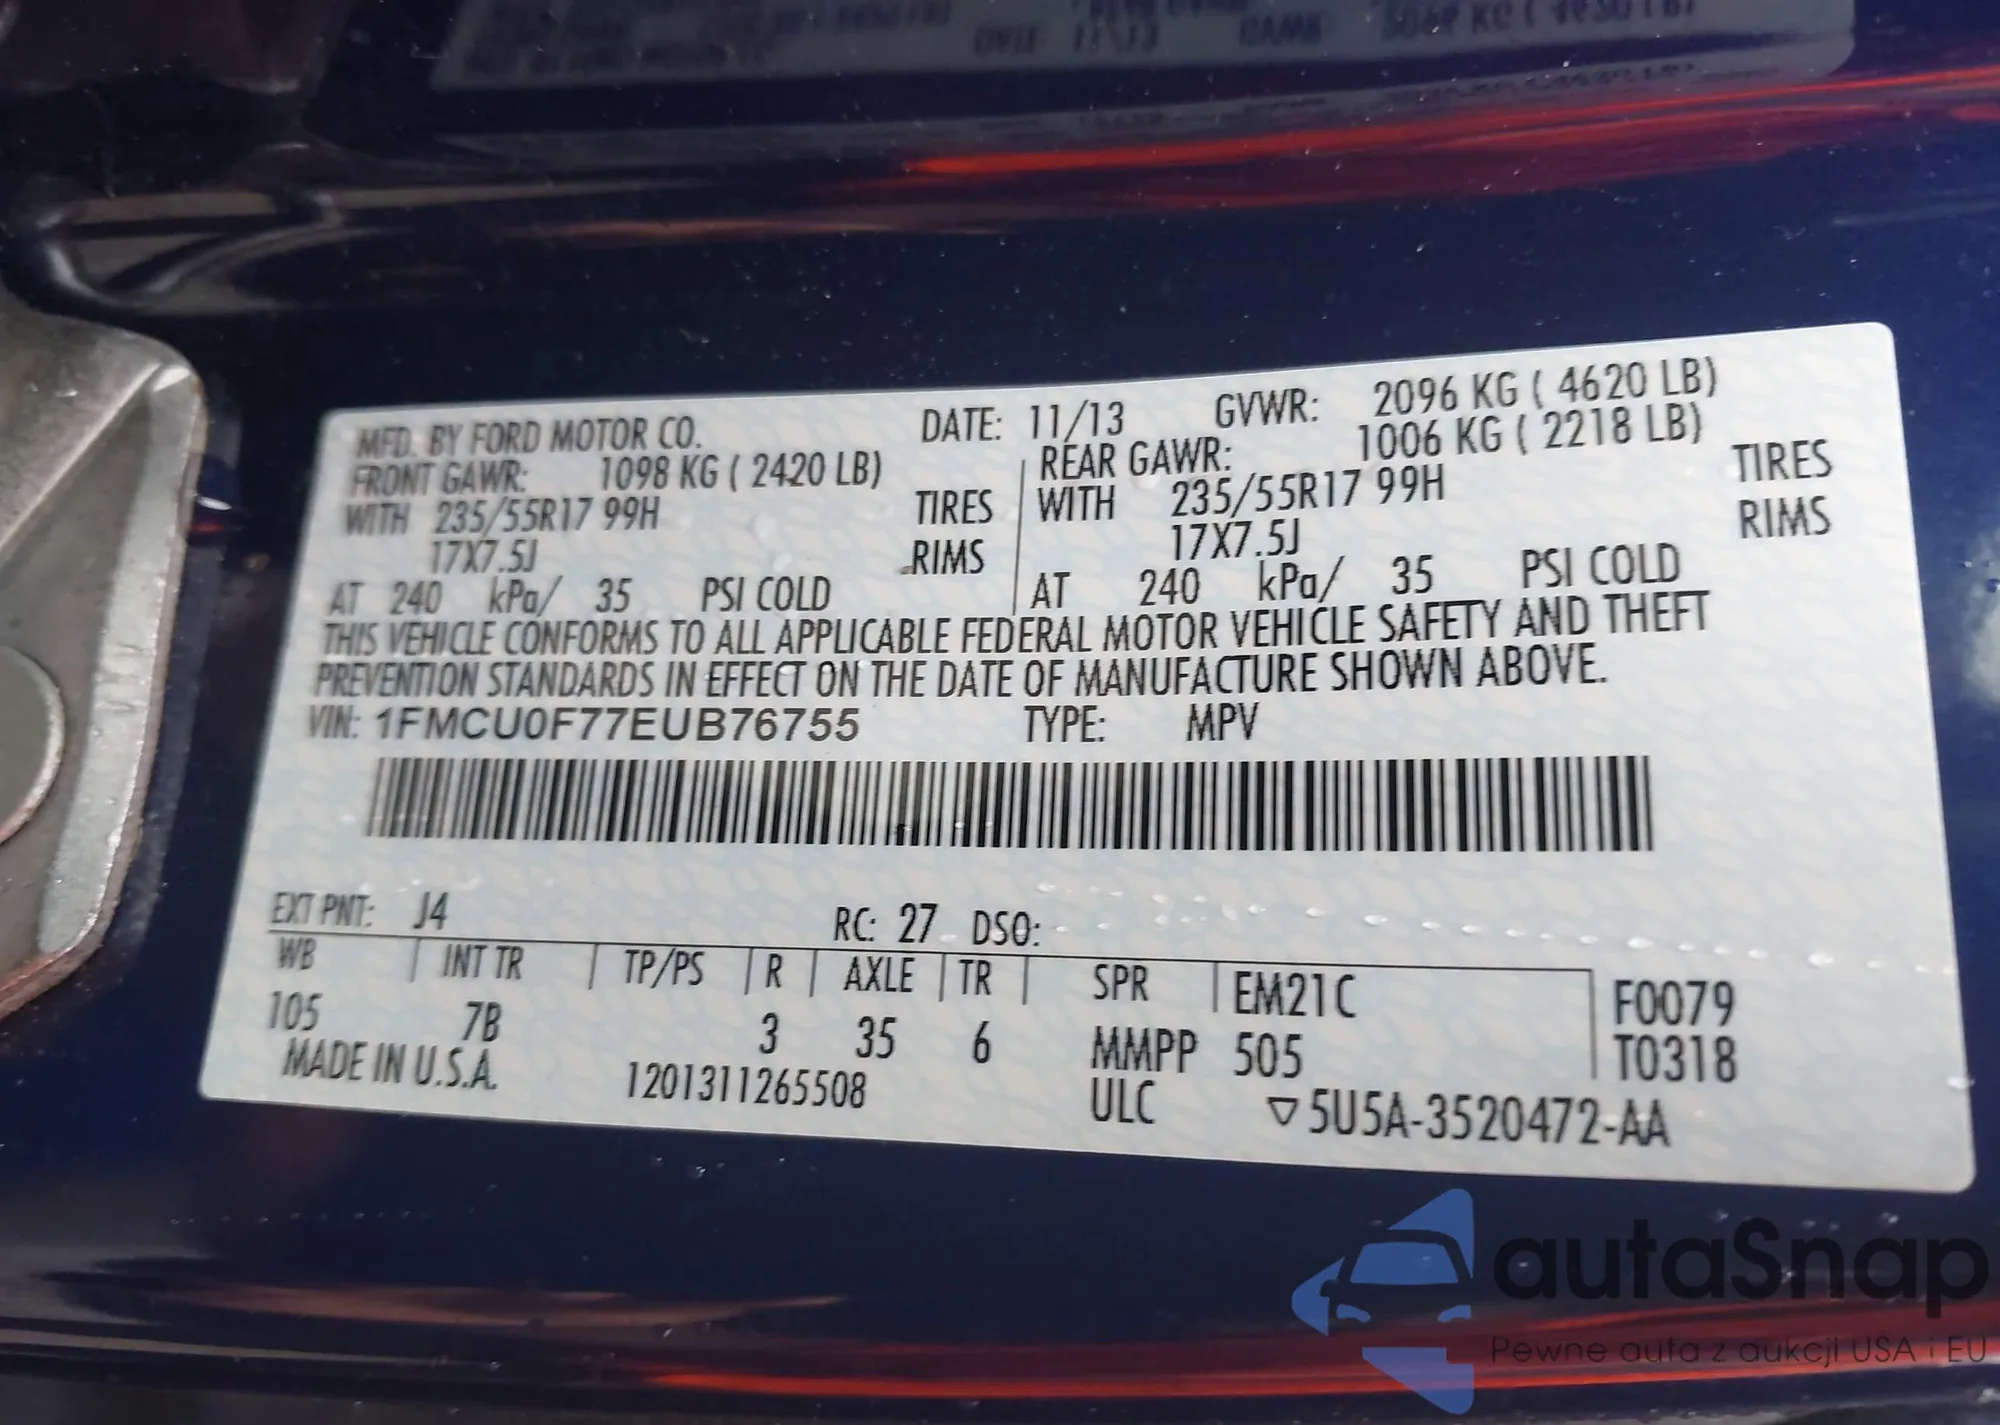 MFD. BY FORD MOTOR CO. DATE: 11/13 GVWR: 2096 KG ( 4620 LB)
FRONT GAWR: 1098 KG ( 2420 LB) REAR GAWR: 1006 KG ( 2218 LB)
WITH 235/55R17 99H TIRES WITH 235/55R17 99H TIRES
17X7.5J RIMS 17X7.5J RIMS
AT 240 kPa/ 35 PSI COLD AT 240 kPa/ 35 PSI COLD
THIS VEHICLE CONFORMS TO ALL APPLICABLE FEDERAL MOTOR VEHICLE SAFETY AND THEFT
PREVENTION STANDARDS IN EFFECT ON THE DATE OF MANUFACTURE SHOWN ABOVE.
VIN: 1FMCU0F77EUB76755 TYPE: MPV
EXT PNT: J4 RC: 27 DSO:
WB INT TR TP/PS R AXLE TR SPR EM21C F0079
105 7B 3 35 6 MMPP 505 T0318
MADE IN U.S.A. 1201311265508 ULC ▽5U5A-3520472-AA
autaSnap
Pewne auta z aukcji USA i EU